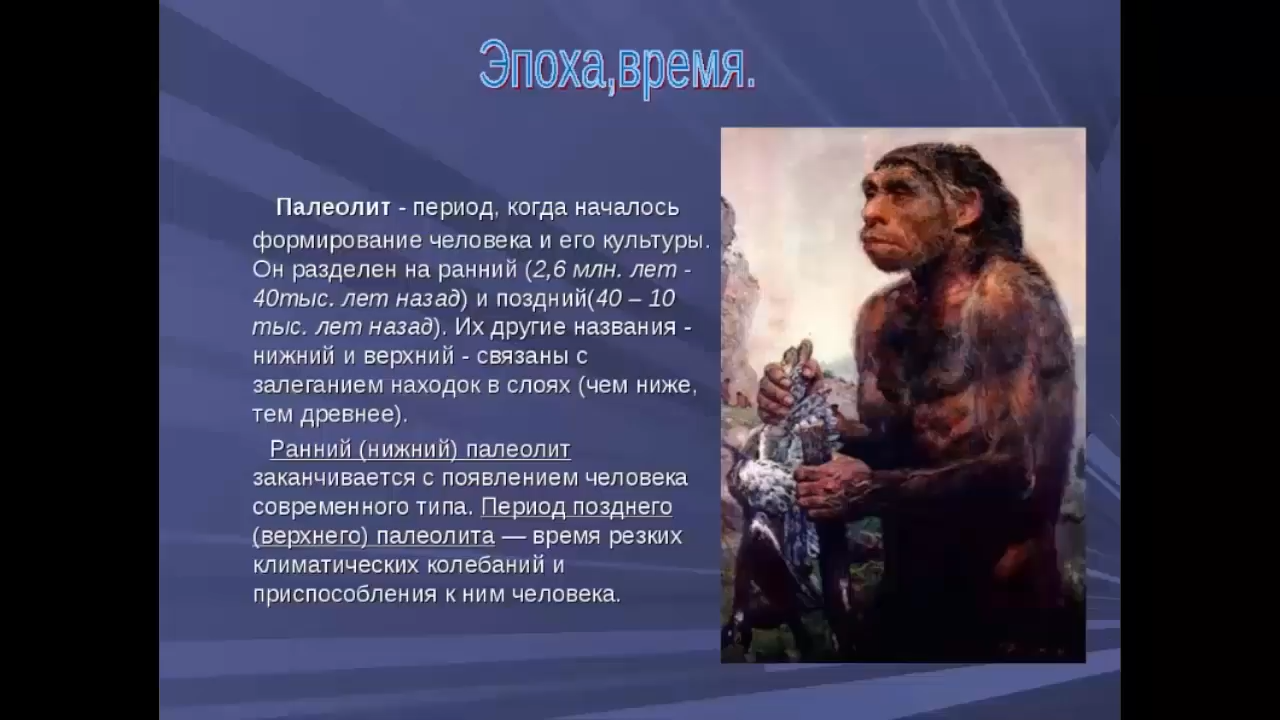 Эпоха,время.
Палеолит - период, когда началось
формирование человека и его культуры.
Он разделен на ранний (2,6 млн. лет -
40тыс. лет назад) и поздний(40 – 10
тыс. лет назад). Их другие названия -
нижний и верхний - связаны с
залеганием находок в слоях (чем ниже,
тем древнее).
Ранний (нижний) палеолит
заканчивается с появлением человека
современного типа. Период позднего
(верхнего) палеолита — время резких
климатических колебаний и
приспособления к ним человека.